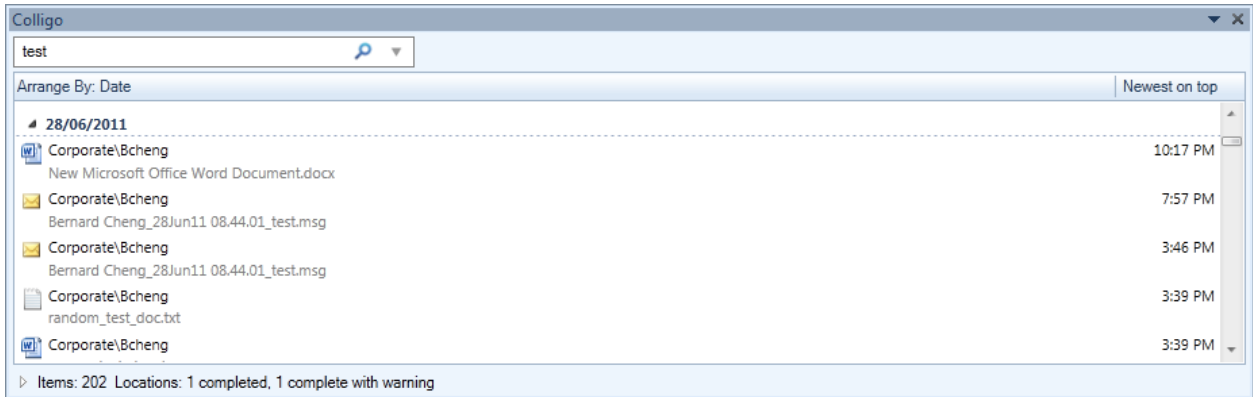 Colligo
test
Arrange By: Date Newest on top
28/06/2011
Corporate\Bcheng 10:17 PM
New Microsoft Office Word Document.docx
Corporate\Bcheng 7:57 PM
Bernard Cheng_28Jun11 08.44.01_test.msg
Corporate\Bcheng 3:46 PM
Bernard Cheng_28Jun11 08.44.01_test.msg
Corporate\Bcheng 3:39 PM
random_test_doc.txt
Corporate\Bcheng 3:39 PM
Items: 202 Locations: 1 completed, 1 complete with warning